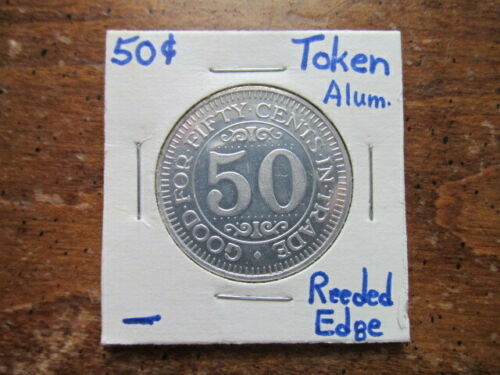 50¢ Token
Alum.
GOOD·FOR·FIFTY·CENTS·IN·TRADE
50
Reeded
Edge